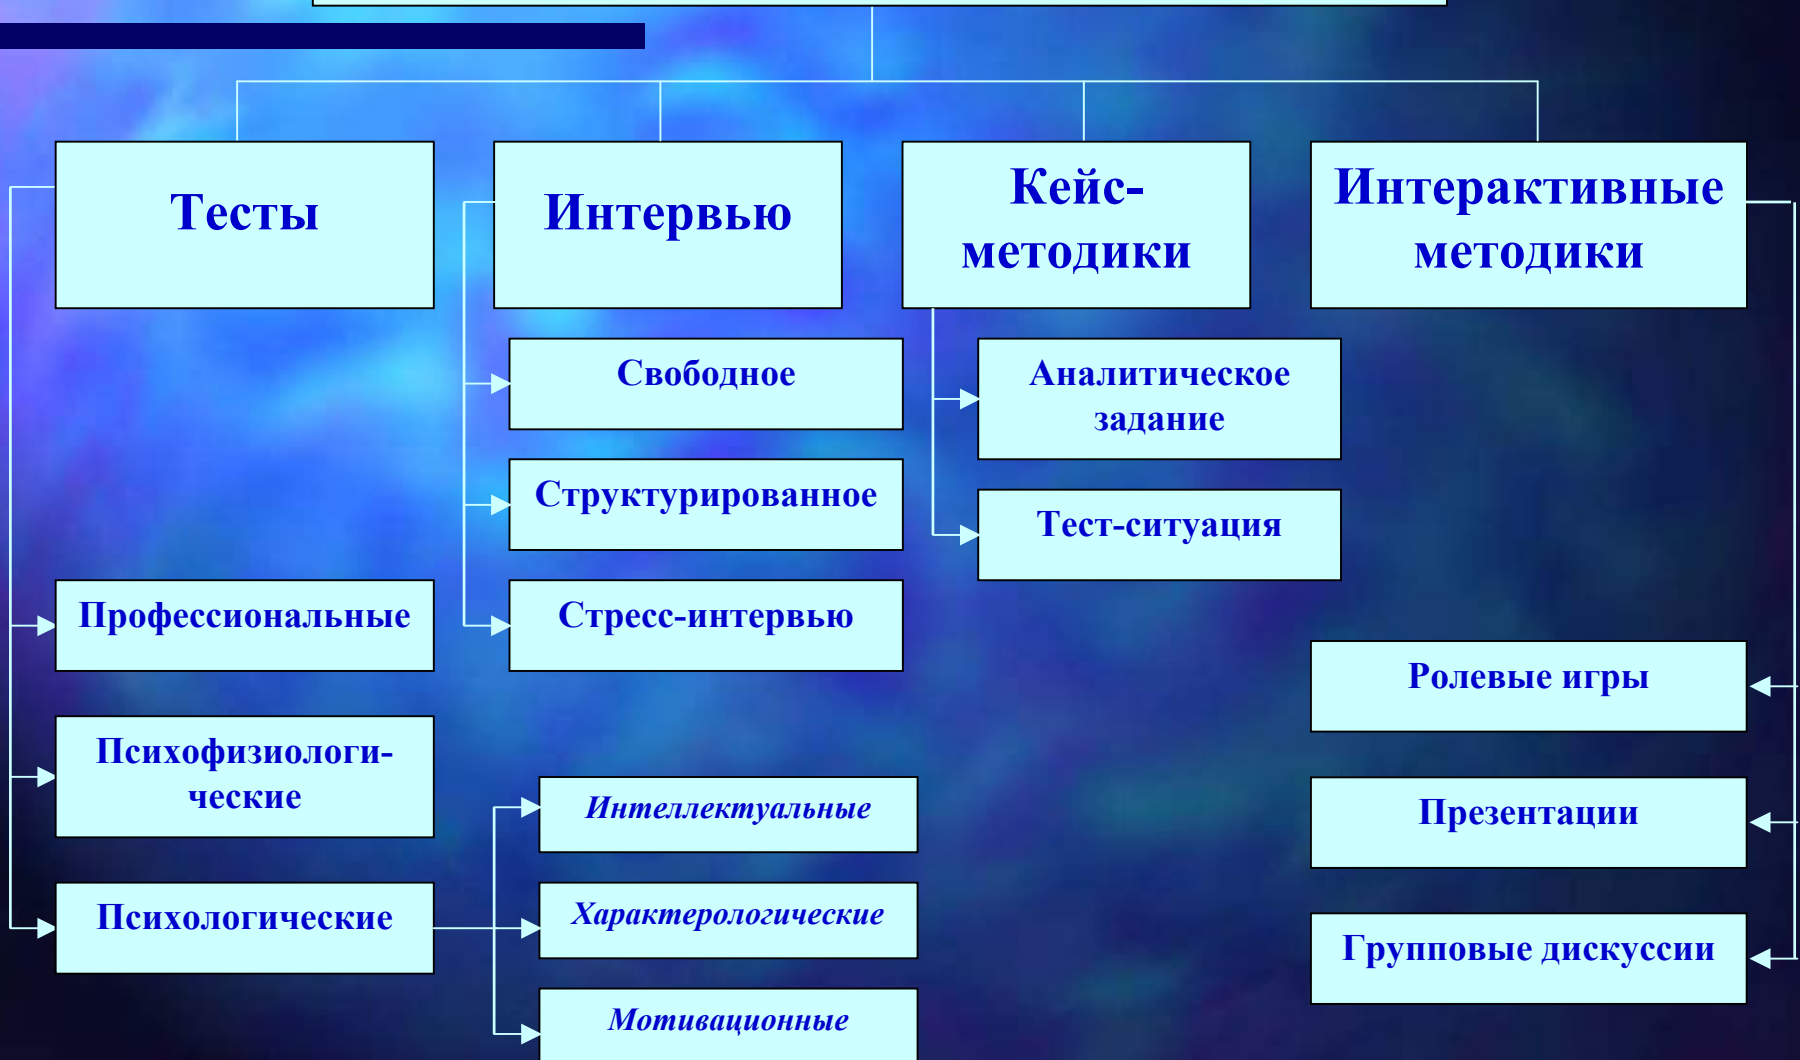 Тесты
Интервью
Кейс-
методики
Интерактивные
методики
Свободное
Структурированное
Стресс-интервью
Аналитическое
задание
Тест-ситуация
Профессиональные
Психофизиологи-
ческие
Психологические
Интеллектуальные
Характерологические
Мотивационные
Ролевые игры
Презентации
Групповые дискуссии